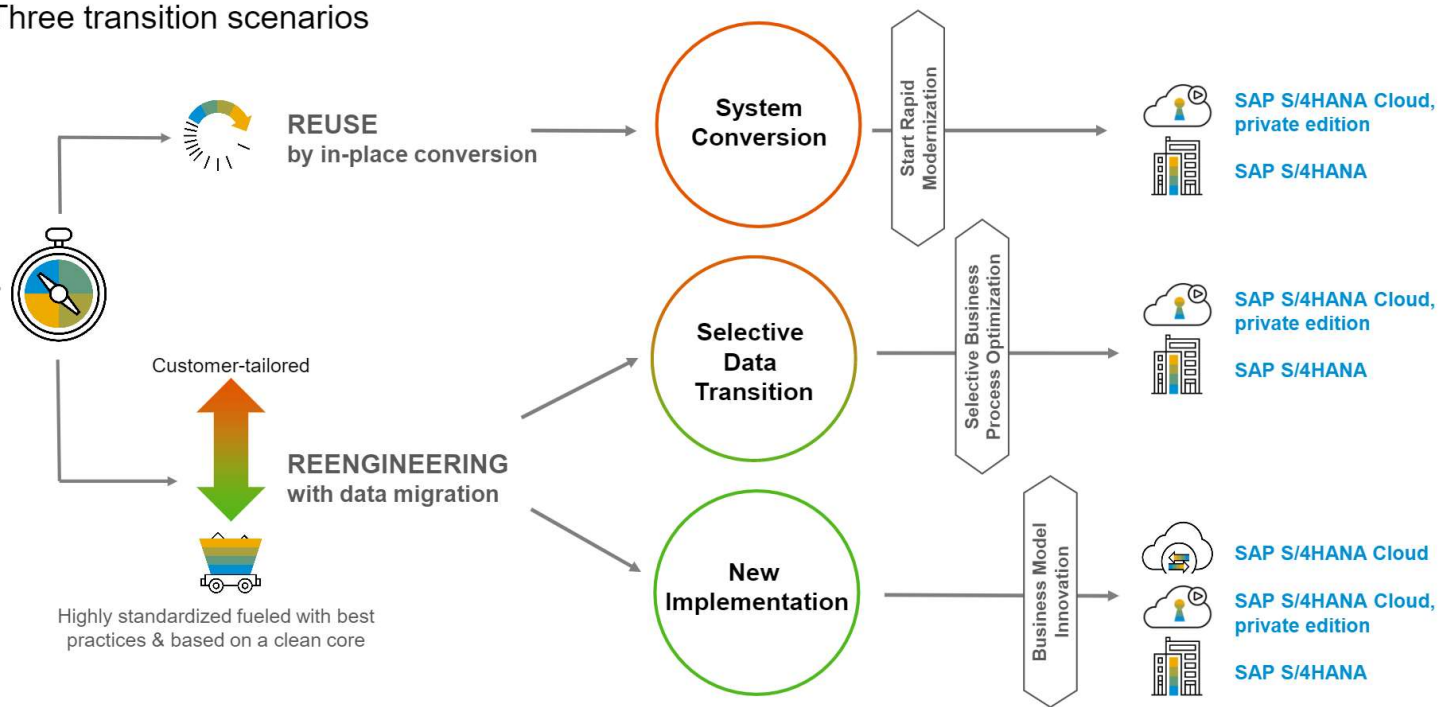 Three transition scenarios
REUSE
by in-place conversion
System
Conversion
Start Rapid
Modernization
SAP S/4HANA Cloud,
private edition
SAP S/4HANA
Customer-tailored
REENGINEERING
with data migration
Highly standardized fueled with best
practices & based on a clean core
Selective
Data
Transition
Selective Business
Process Optimization
SAP S/4HANA Cloud,
private edition
SAP S/4HANA
New
Implementation
Business Model
Innovation
SAP S/4HANA Cloud
SAP S/4HANA Cloud,
private edition
SAP S/4HANA